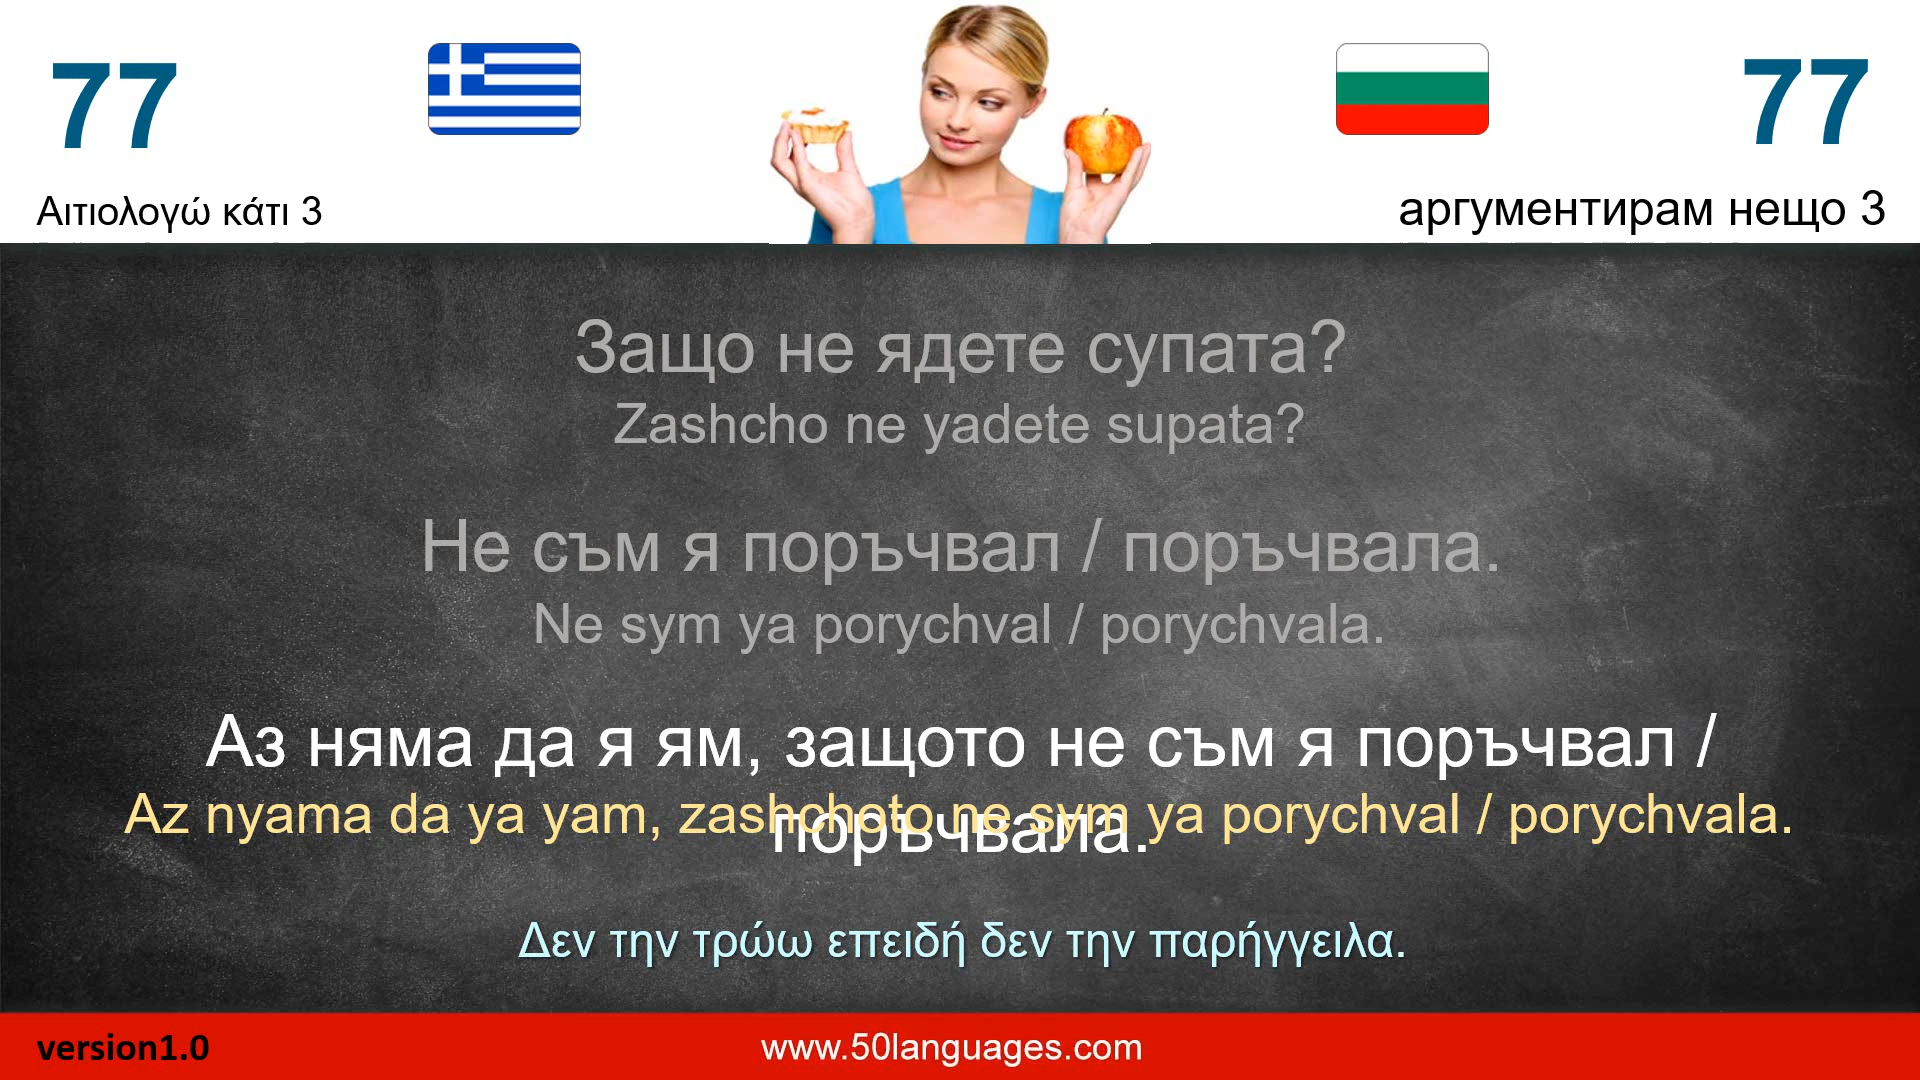 77
77
Αιτιολογώ κάτι 3
аргументирам нещо 3
Защо не ядете супата?
Zashcho ne yadete supata?
Не съм я поръчвал / поръчвала.
Ne sym ya porychval / porychvala.
Аз няма да я ям, защото не съм я поръчвал /
поръчвала.
Az nyama da ya yam, zashchoto ne sym ya porychval / porychvala.
Δεν την τρώω επειδή δεν την παρήγγειλα.
version1.0
www.50languages.com